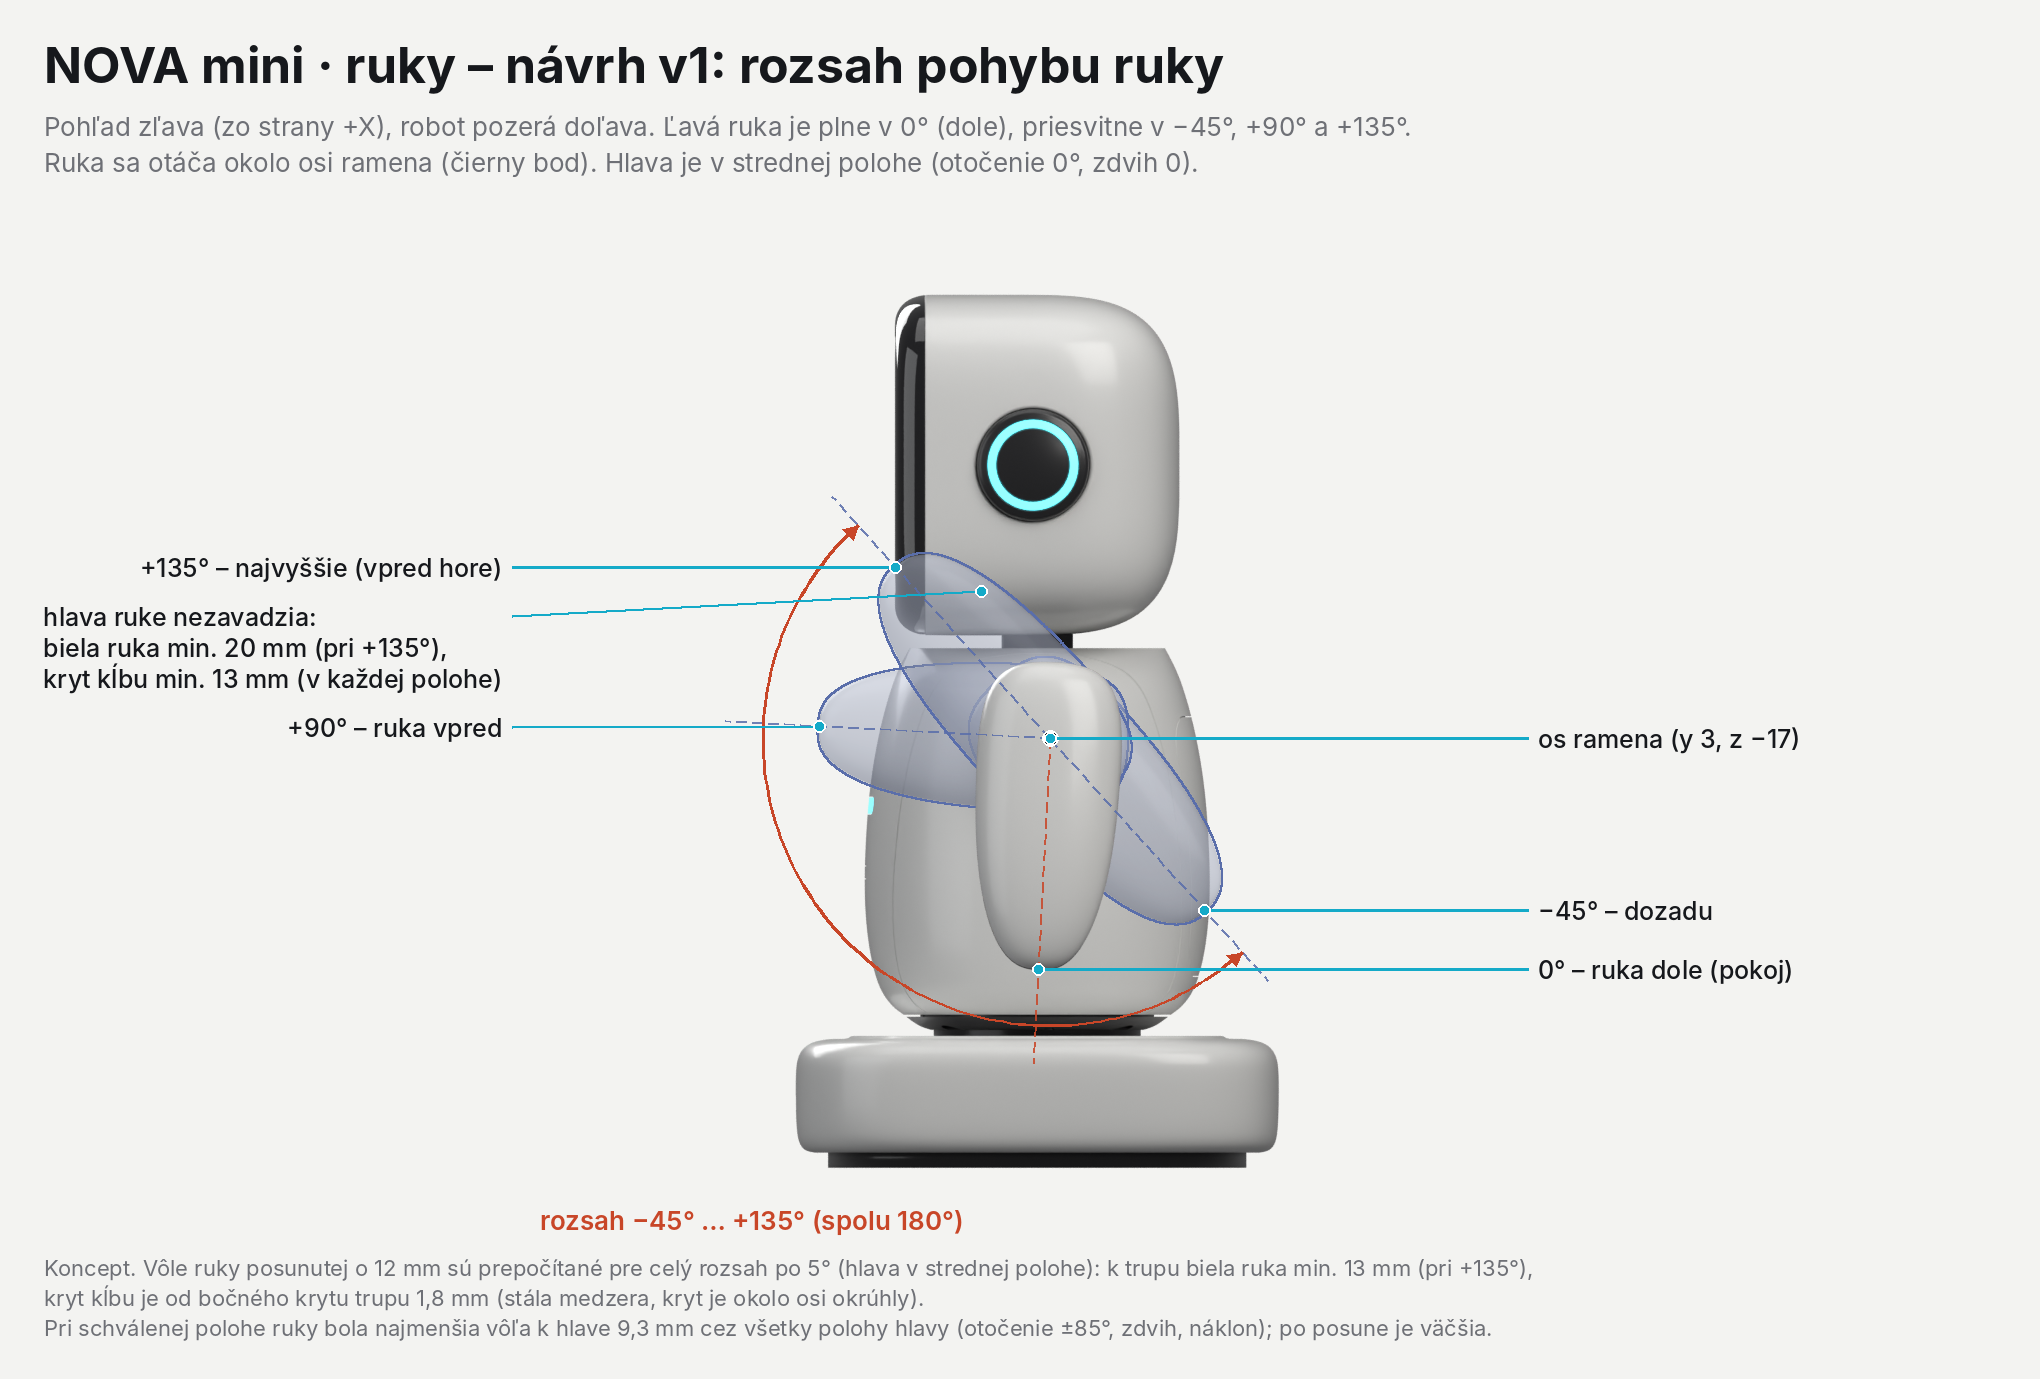 NOVA mini · ruky – návrh v1: rozsah pohybu ruky
Pohľad zľava (zo strany +X), robot pozerá doľava. Ľavá ruka je plne v 0° (dole), priesvitne v −45°, +90° a +135°.
Ruka sa otáča okolo osi ramena (čierny bod). Hlava je v strednej polohe (otočenie 0°, zdvih 0).
+135° – najvyššie (vpred hore)
hlava ruke nezavadzia:
biela ruka min. 20 mm (pri +135°),
kryt kĺbu min. 13 mm (v každej polohe)
+90° – ruka vpred
os ramena (y 3, z −17)
−45° – dozadu
0° – ruka dole (pokoj)
rozsah −45° … +135° (spolu 180°)
Koncept. Vôle ruky posunutej o 12 mm sú prepočítané pre celý rozsah po 5° (hlava v strednej polohe): k trupu biela ruka min. 13 mm (pri +135°),
kryt kĺbu je od bočného krytu trupu 1,8 mm (stála medzera, kryt je okolo osi okrúhly).
Pri schválenej polohe ruky bola najmenšia vôľa k hlave 9,3 mm cez všetky polohy hlavy (otočenie ±85°, zdvih, náklon); po posune je väčšia.